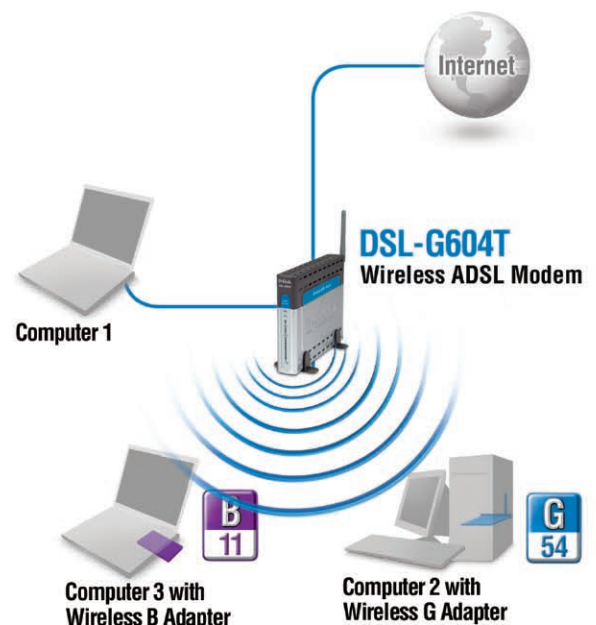 Internet
DSL-G604T
Wireless ADSL Modem
Computer 1
B
11
G
54
Computer 3 with
Wireless B Adapter
Computer 2 with
Wireless G Adapter